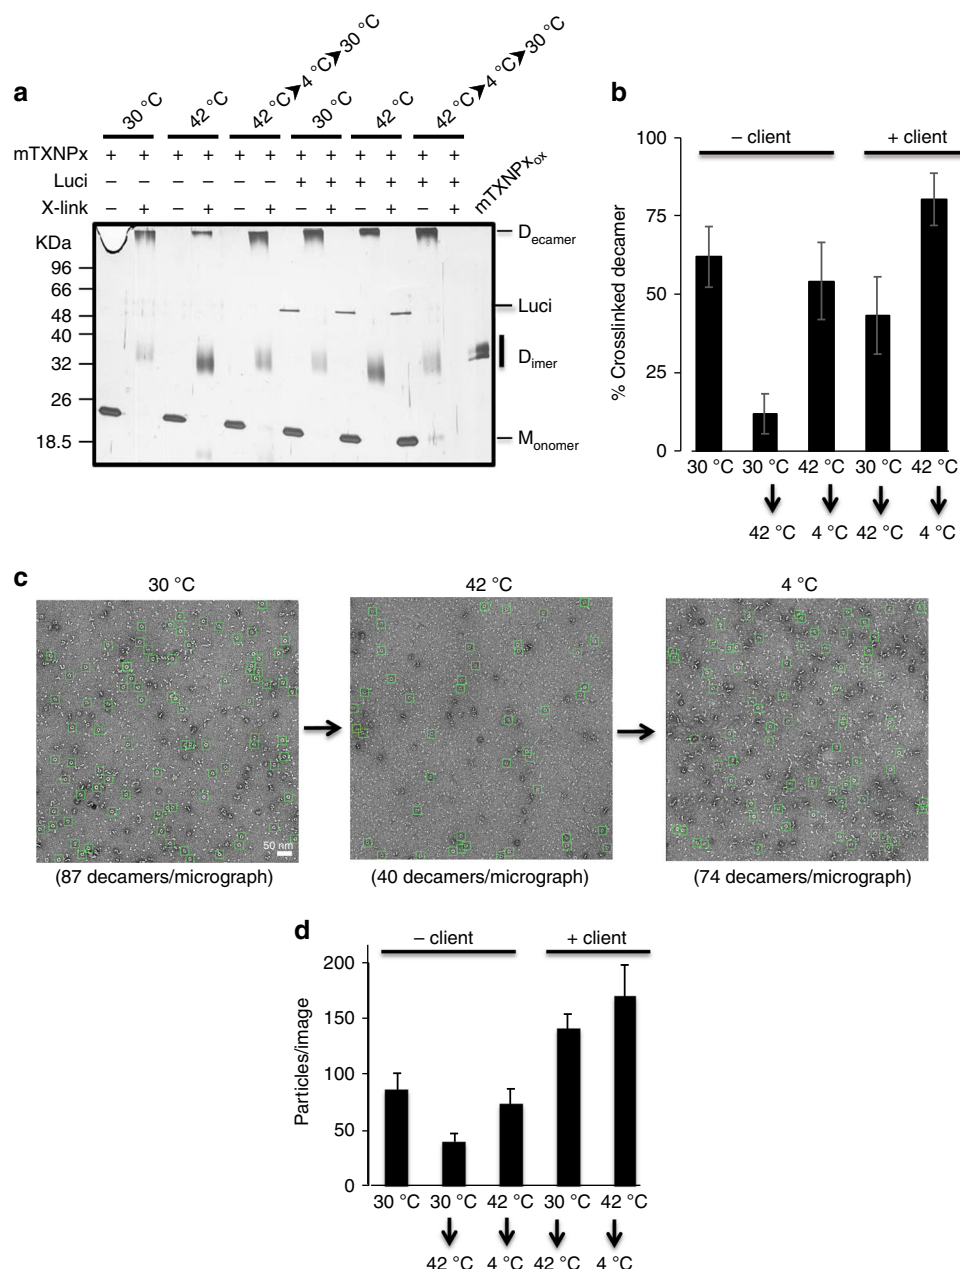 a
30 °C 42 °C 42 °C 4 °C 30 °C 30 °C 42 °C 42 °C 4 °C 30 °C
mTXNPx + + + + + + + + + + + +
Luci – – – – – – + + + + + +
X-link – + – + – + – + – + – +
mTXNPxox
KDa
96
66
48
40
32
26
18.5
Decamer
Luci
Dimer
Monomer
b
– client + client
% Crosslinked decamer
100
75
50
25
0
30 °C 30 °C 42 °C 30 °C 42 °C
42 °C 4 °C 42 °C 4 °C
c
30 °C 42 °C 4 °C
50 nm
(87 decamers/micrograph) (40 decamers/micrograph) (74 decamers/micrograph)
d
– client + client
Particles/image
200
150
100
50
0
30 °C 30 °C 42 °C 30 °C 42 °C
42 °C 4 °C 42 °C 4 °C